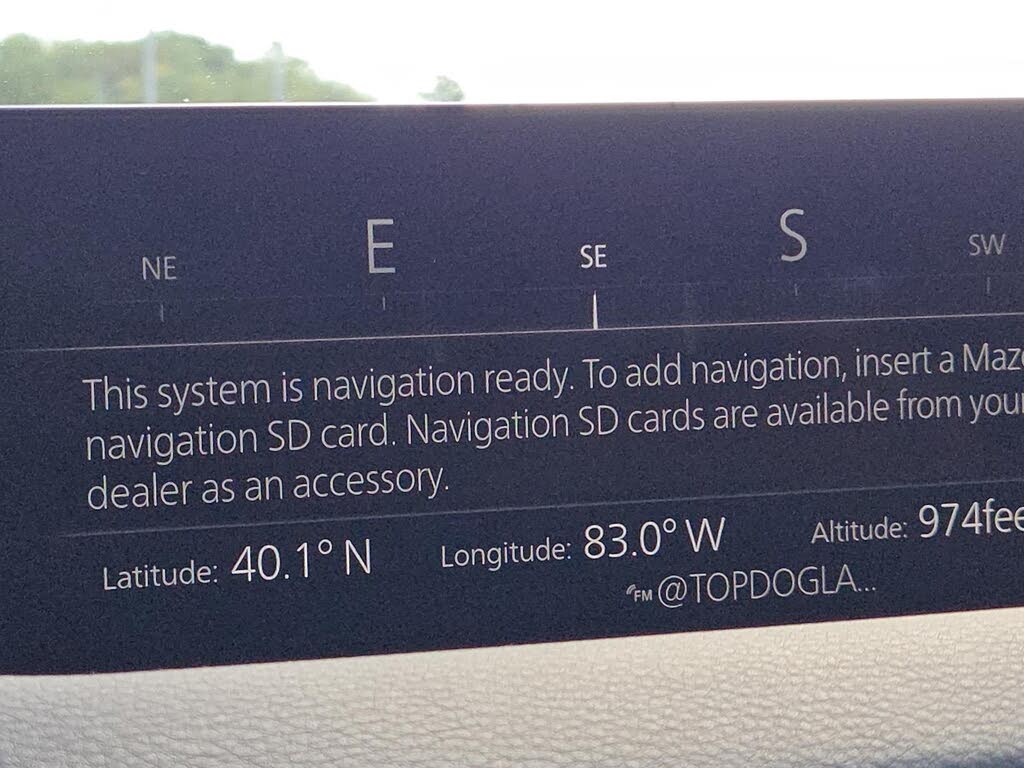 NE E SE S SW
This system is navigation ready. To add navigation, insert a
navigation SD card. Navigation SD cards are available from
dealer as an accessory.
Latitude: 40.1° N Longitude: 83.0° W Altitude: 974fee
FM @TOPDOGLA...